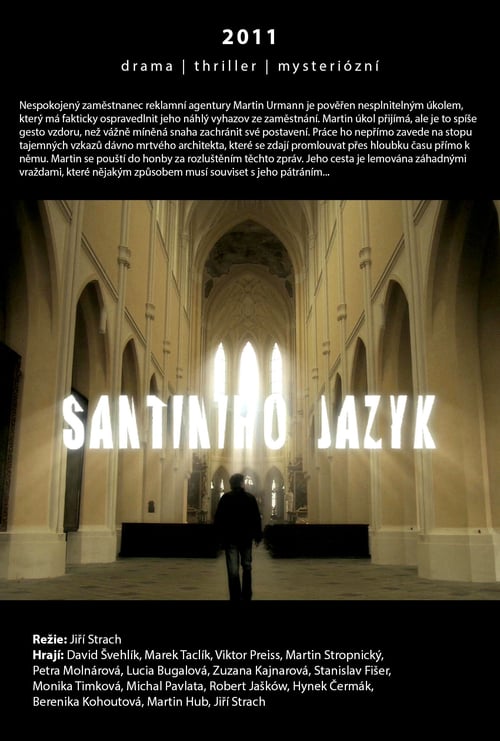 2011
drama | thriller | mysteriózní
Nespokojený zaměstnanec reklamní agentury Martin Urmann je pověřen nesplnitelným úkolem,
který má fakticky ospravedlnit jeho náhlý vyhazov ze zaměstnání. Martin úkol přijímá, ale je to spíše
gesto vzdoru, než vážně míněná snaha zachránit své postavení. Práce ho nepřímo zavede na stopu
tajemných vzkazů dávno mrtvého architekta, které se zdají promlouvat přes hloubku času přímo k
němu. Martin se pouští do honby za rozluštěním těchto zpráv. Jeho cesta je lemována záhadnými
vraždami, které nějakým způsobem musí souviset s jeho pátráním...
SANTINIHO JAZYK
Režie: Jiří Strach
Hrají: David Švehlík, Marek Taclík, Viktor Preiss, Martin Stropnický,
Petra Molnárová, Lucia Bugalová, Zuzana Kajnarová, Stanislav Fišer,
Monika Timková, Michal Pavlata, Robert Jašków, Hynek Čermák,
Berenika Kohoutová, Martin Hub, Jiří Strach